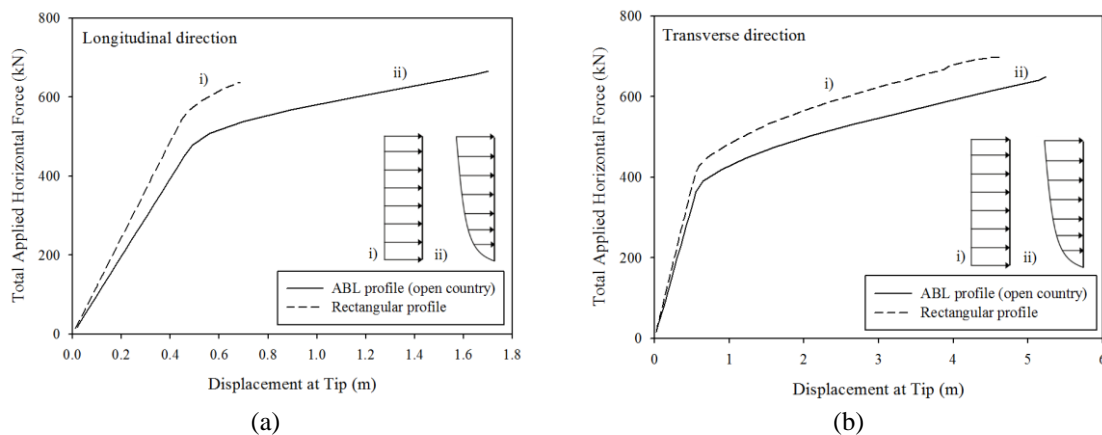 Longitudinal direction
Total Applied Horizontal Force (kN)
800
600
400
200
0
i)
ii)
i)
ii)
ABL profile (open country)
Rectangular profile
0.0 0.2 0.4 0.6 0.8 1.0 1.2 1.4 1.6 1.8
Displacement at Tip (m)
(a)
Transverse direction
Total Applied Horizontal Force (kN)
800
600
400
200
0
i)
ii)
i)
ii)
ABL profile (open country)
Rectangular profile
0 1 2 3 4 5 6
Displacement at Tip (m)
(b)